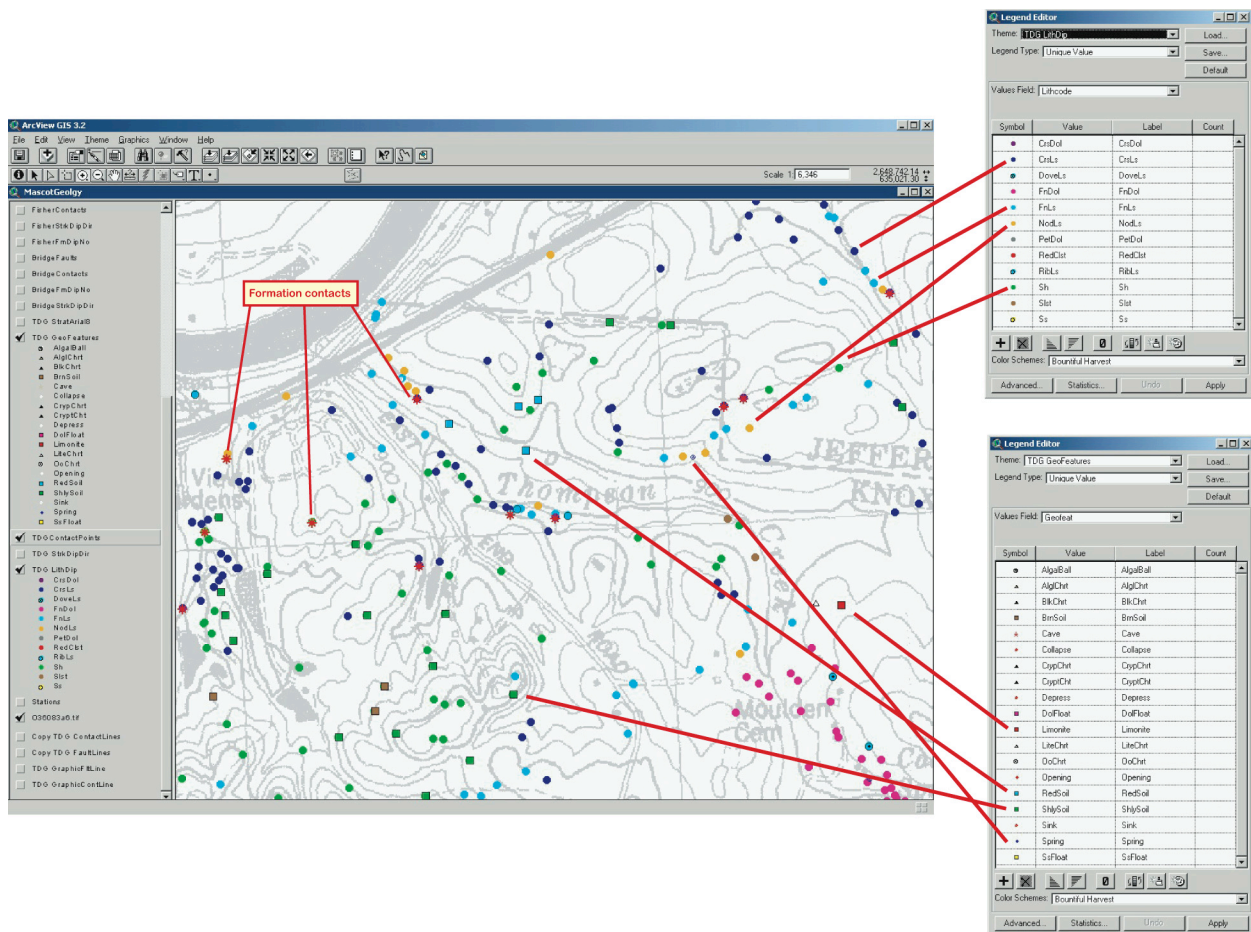 ArcView GIS 3.2
File Edit View Theme Graphics Window Help
Scale 1: 6,346
2,648,742.14
635,021.30
MascotGeolgy
FisherContacts
FisherStrkDipDir
FisherFmDipNo
BridgeFaults
BridgeContacts
BridgeFmDipNo
BridgeStrkDipDir
TDG StratArial8
TDG GeoFeatures
AlgalBall
AlglChrt
BlkChrt
BrnSoil
Cave
Collapse
CrypChrt
CryptCht
Depress
DolFloat
Limonite
LiteChrt
OoChrt
Opening
RedSoil
ShlySoil
Sink
Spring
SsFloat
TDGContactPoints
TDG StrkDipDir
TDG LithDip
CrsDol
CrsLs
DoveLs
FnDol
FnLs
NodLs
PetDol
RedClst
RibLs
Sh
Slst
Ss
Stations
O36083a6.tif
Copy TDG ContactLines
Copy TDG FaultLines
TDG GraphicFltLine
TDG GraphicContLine
Formation contacts
JEFFER
KNO
Thompson
ROAD
Moulden
Cem
Legend Editor
Theme: TDG LithDip
Load...
Legend Type: Unique Value
Save...
Default
Values Field: Lithcode
Symbol Value Label Count
CrsDol CrsDol
CrsLs CrsLs
DoveLs DoveLs
FnDol FnDol
FnLs FnLs
NodLs NodLs
PetDol PetDol
RedClst RedClst
RibLs RibLs
Sh Sh
Slst Slst
Ss Ss
Color Schemes: Bountiful Harvest
Advanced... Statistics... Undo Apply
Legend Editor
Theme: TDG GeoFeatures
Load...
Legend Type: Unique Value
Save...
Default
Values Field: Geofeat
Symbol Value Label Count
AlgalBall AlgalBall
AlglChrt AlglChrt
BlkChrt BlkChrt
BrnSoil BrnSoil
Cave Cave
Collapse Collapse
CrypChrt CrypChrt
CryptCht CryptCht
Depress Depress
DolFloat DolFloat
Limonite Limonite
LiteChrt LiteChrt
OoChrt OoChrt
Opening Opening
RedSoil RedSoil
ShlySoil ShlySoil
Sink Sink
Spring Spring
SsFloat SsFloat
Color Schemes: Bountiful Harvest
Advanced... Statistics... Undo Apply